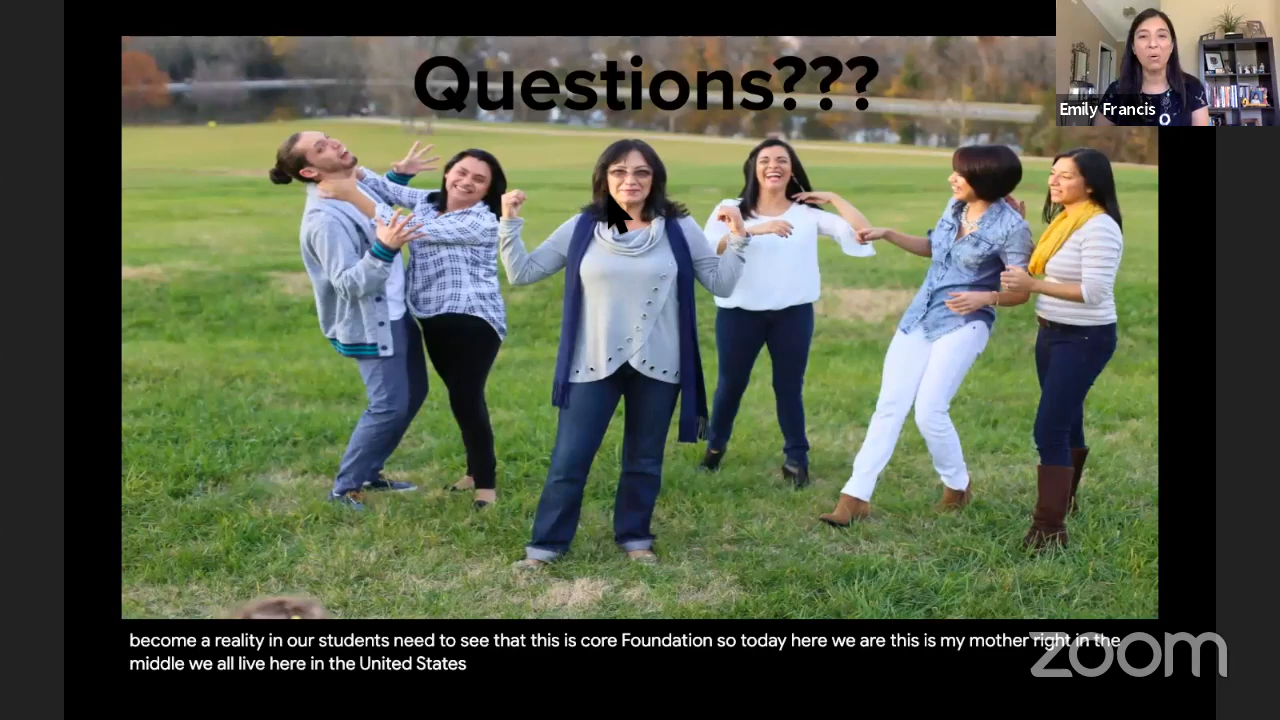 Questions???
Emily Francis
become a reality in our students need to see that this is core Foundation so today here we are this is my mother right in the
middle we all live here in the United States
zoom